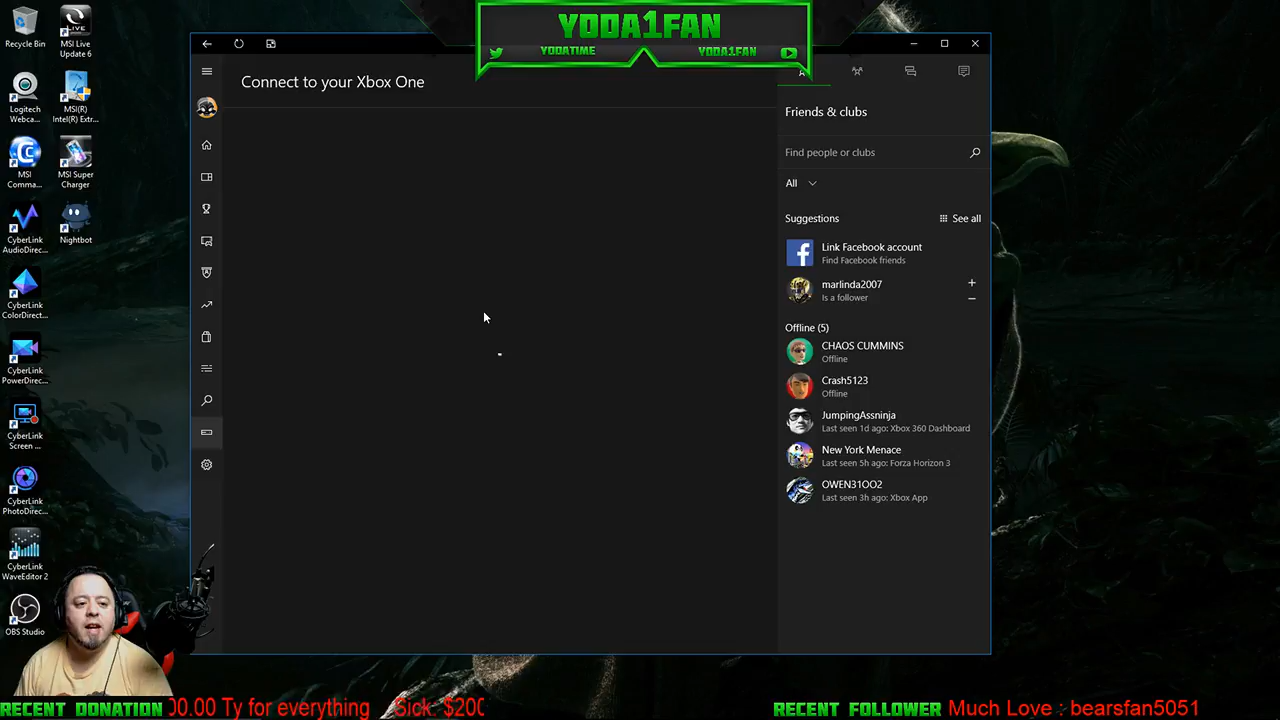 YODA1FAN
YODATIME
YODA1FAN
Recycle Bin
MSI Live
Update 6
Logitech
Webca...
MSI(R)
Intel(R) Extr...
MSI
Comma...
MSI Super
Charger
CyberLink
AudioDirec...
Nightbot
CyberLink
ColorDirect...
CyberLink
PowerDirec...
CyberLink
Screen ...
CyberLink
PhotoDirec...
CyberLink
WaveEditor 2
OBS Studio
Connect to your Xbox One
Friends & clubs
Find people or clubs
All
Suggestions
See all
Link Facebook account
Find Facebook friends
marlinda2007
Is a follower
Offline (5)
CHAOS CUMMINS
Offline
Crash5123
Offline
JumpingAssninja
Last seen 1d ago: Xbox 360 Dashboard
New York Menace
Last seen 5h ago: Forza Horizon 3
OWEN31OO2
Last seen 3h ago: Xbox App
RECENT DONATION 00.00 Ty for everything Sick: $200
RECENT FOLLOWER Much Love : bearsfan5051